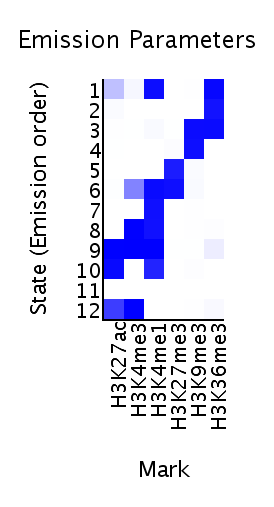 Emission Parameters
State (Emission order)
1
2
3
4
5
6
7
8
9
10
11
12
H3K27ac
H3K4me3
H3K4me1
H3K27me3
H3K9me3
H3K36me3
Mark